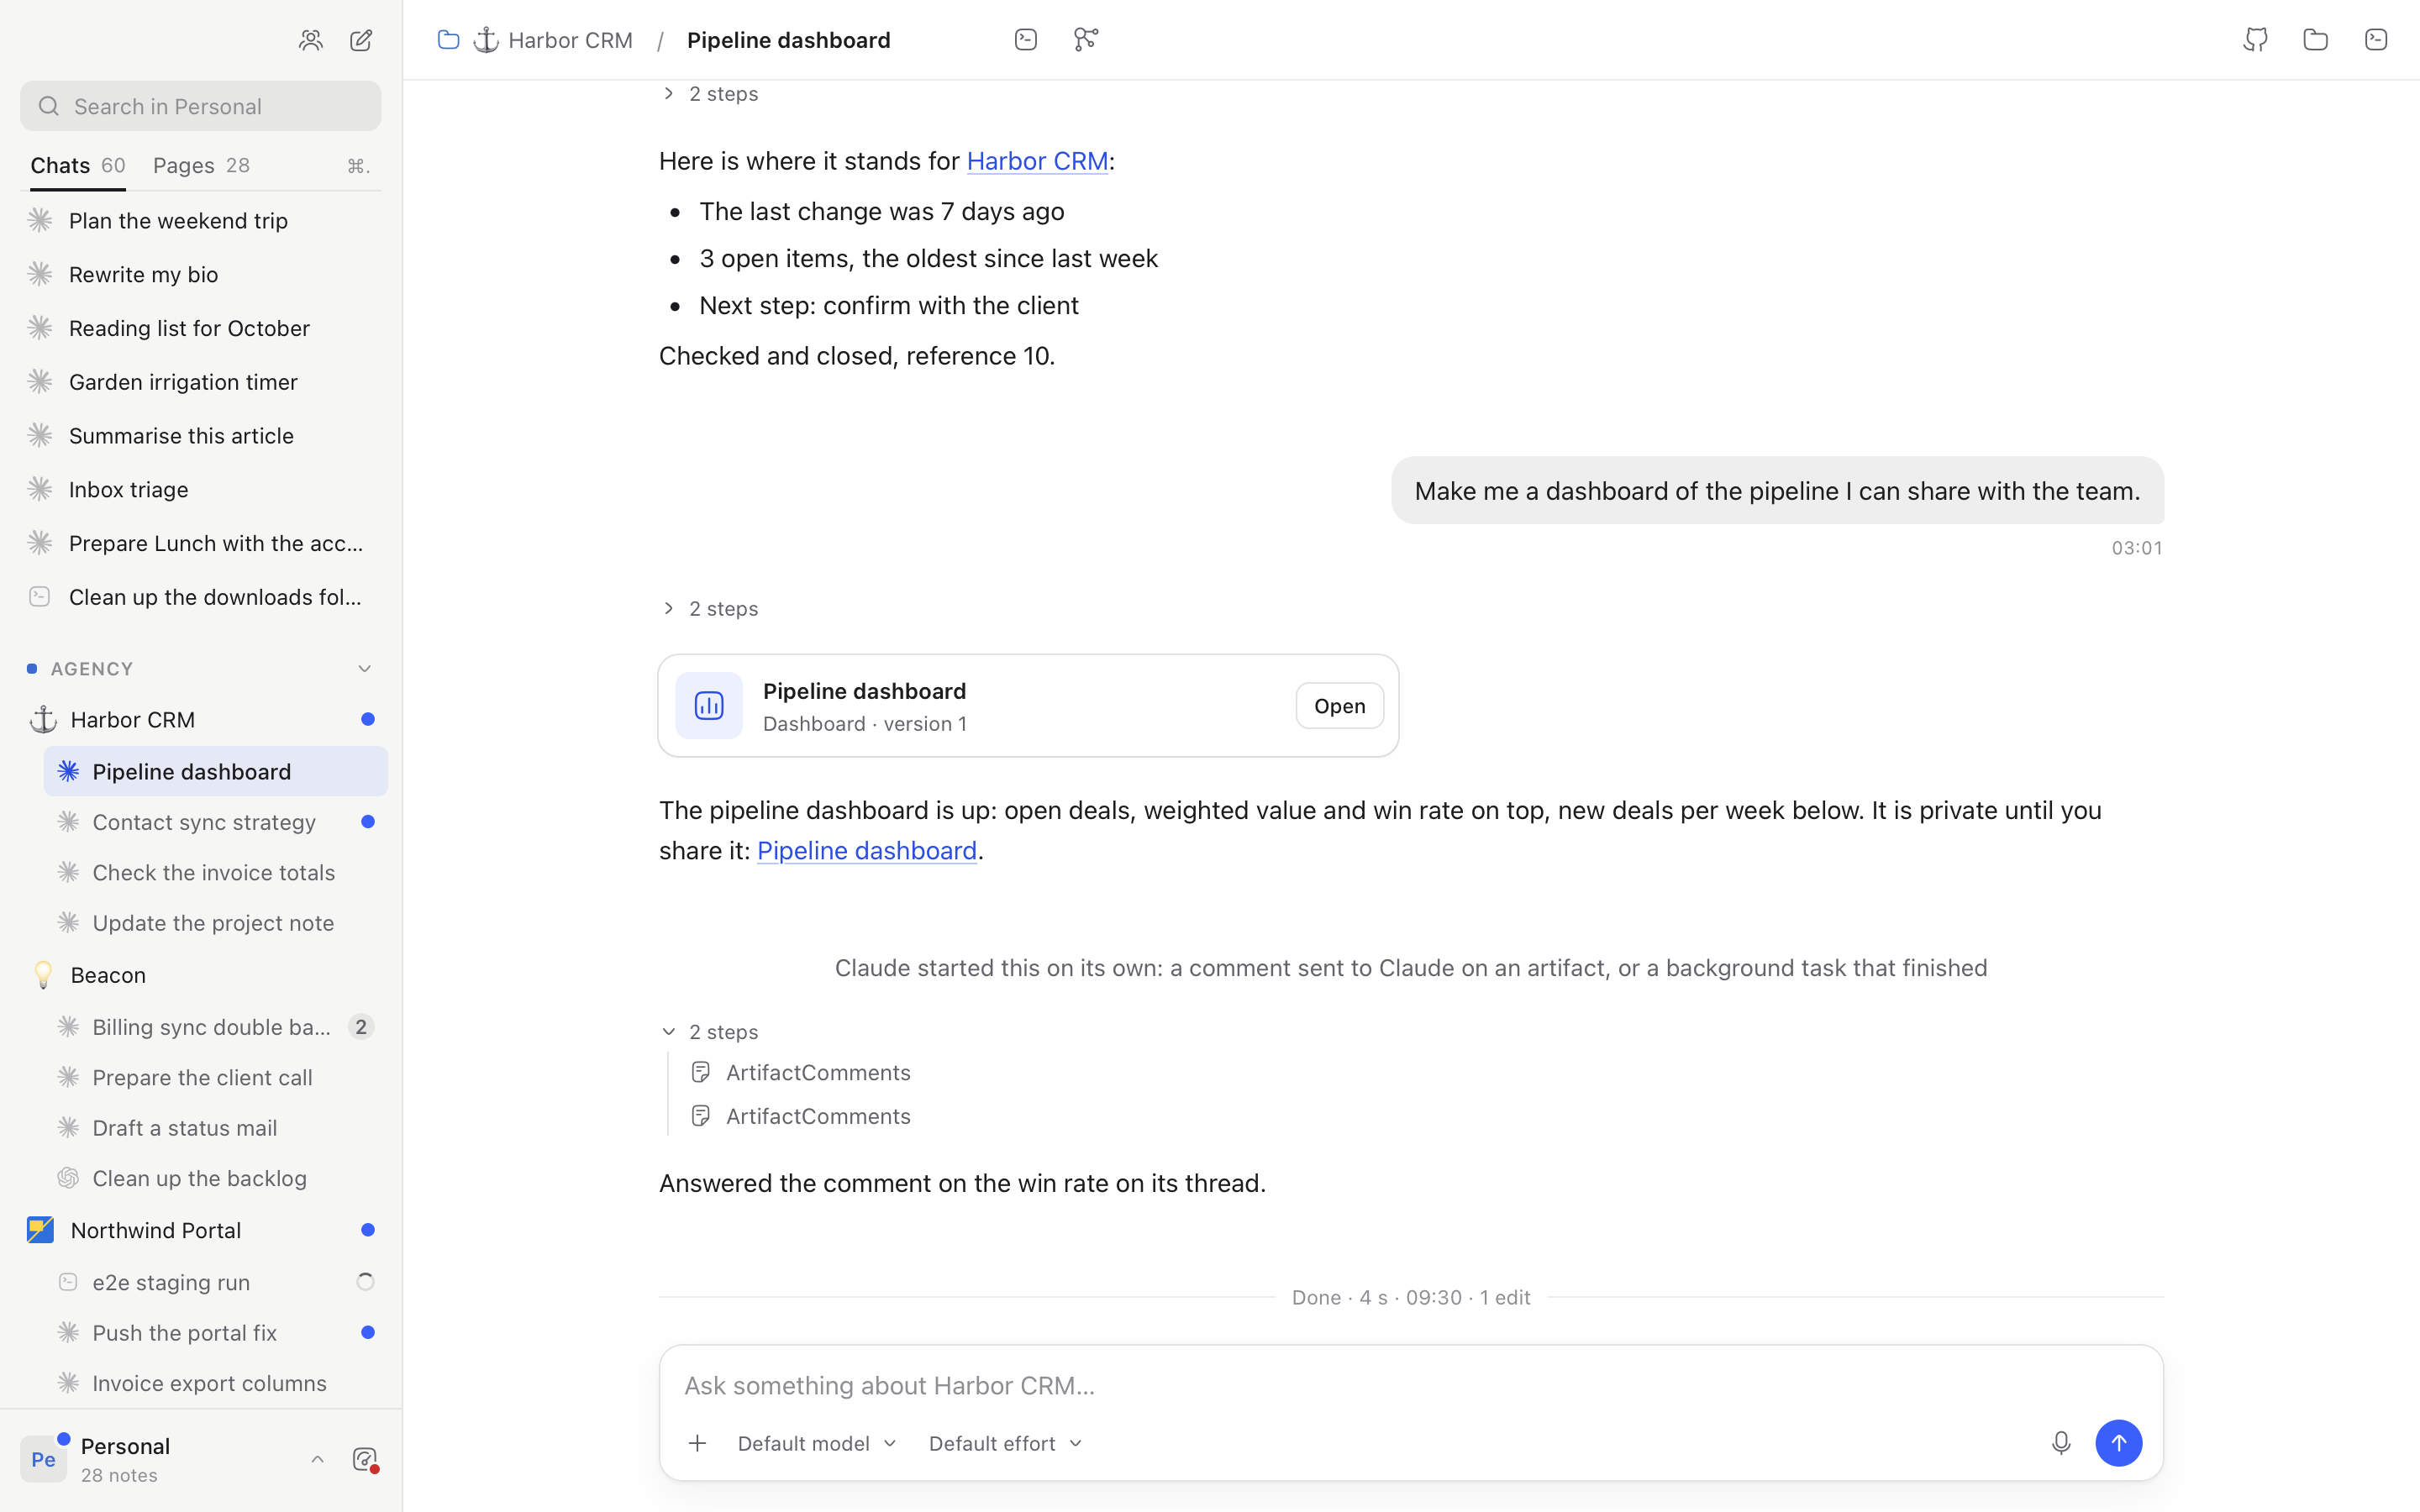 Search in Personal
Chats 60 Pages 28 ⌘.
Plan the weekend trip
Rewrite my bio
Reading list for October
Garden irrigation timer
Summarise this article
Inbox triage
Prepare Lunch with the acc...
Clean up the downloads fol...
AGENCY
Harbor CRM
Pipeline dashboard
Contact sync strategy
Check the invoice totals
Update the project note
Beacon
Billing sync double ba... 2
Prepare the client call
Draft a status mail
Clean up the backlog
Northwind Portal
e2e staging run
Push the portal fix
Invoice export columns
Pe
Personal
28 notes
Harbor CRM / Pipeline dashboard
2 steps
Here is where it stands for Harbor CRM:
• The last change was 7 days ago
• 3 open items, the oldest since last week
• Next step: confirm with the client
Checked and closed, reference 10.
Make me a dashboard of the pipeline I can share with the team.
03:01
2 steps
Pipeline dashboard
Dashboard · version 1
Open
The pipeline dashboard is up: open deals, weighted value and win rate on top, new deals per week below. It is private until you
share it: Pipeline dashboard.
Claude started this on its own: a comment sent to Claude on an artifact, or a background task that finished
2 steps
ArtifactComments
ArtifactComments
Answered the comment on the win rate on its thread.
Done · 4 s · 09:30 · 1 edit
Ask something about Harbor CRM...
Default model Default effort